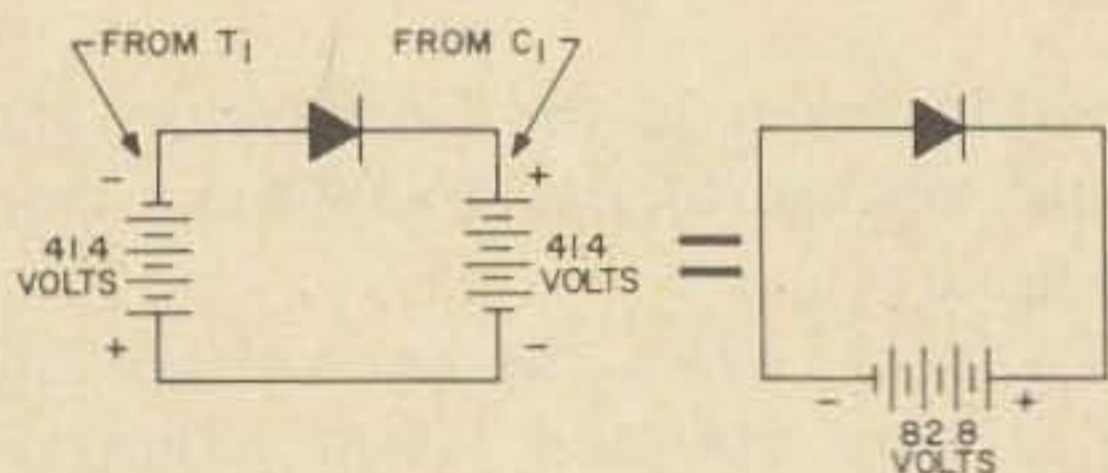 FROM T1
FROM C1
-
+
41.4
VOLTS
41.4
VOLTS
+
-
=
-
+
82.8
VOLTS